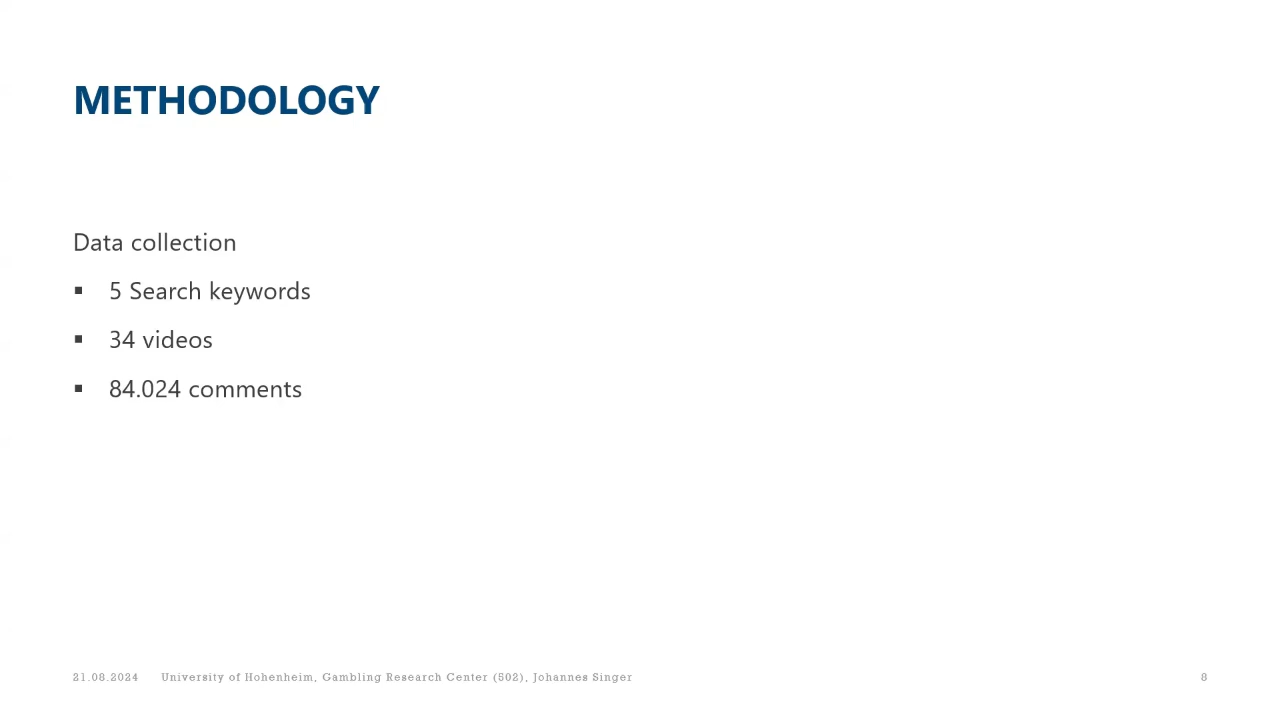 METHODOLOGY
Data collection
▪ 5 Search keywords
▪ 34 videos
▪ 84.024 comments
21.08.2024 University of Hohenheim, Gambling Research Center (502), Johannes Singer 8